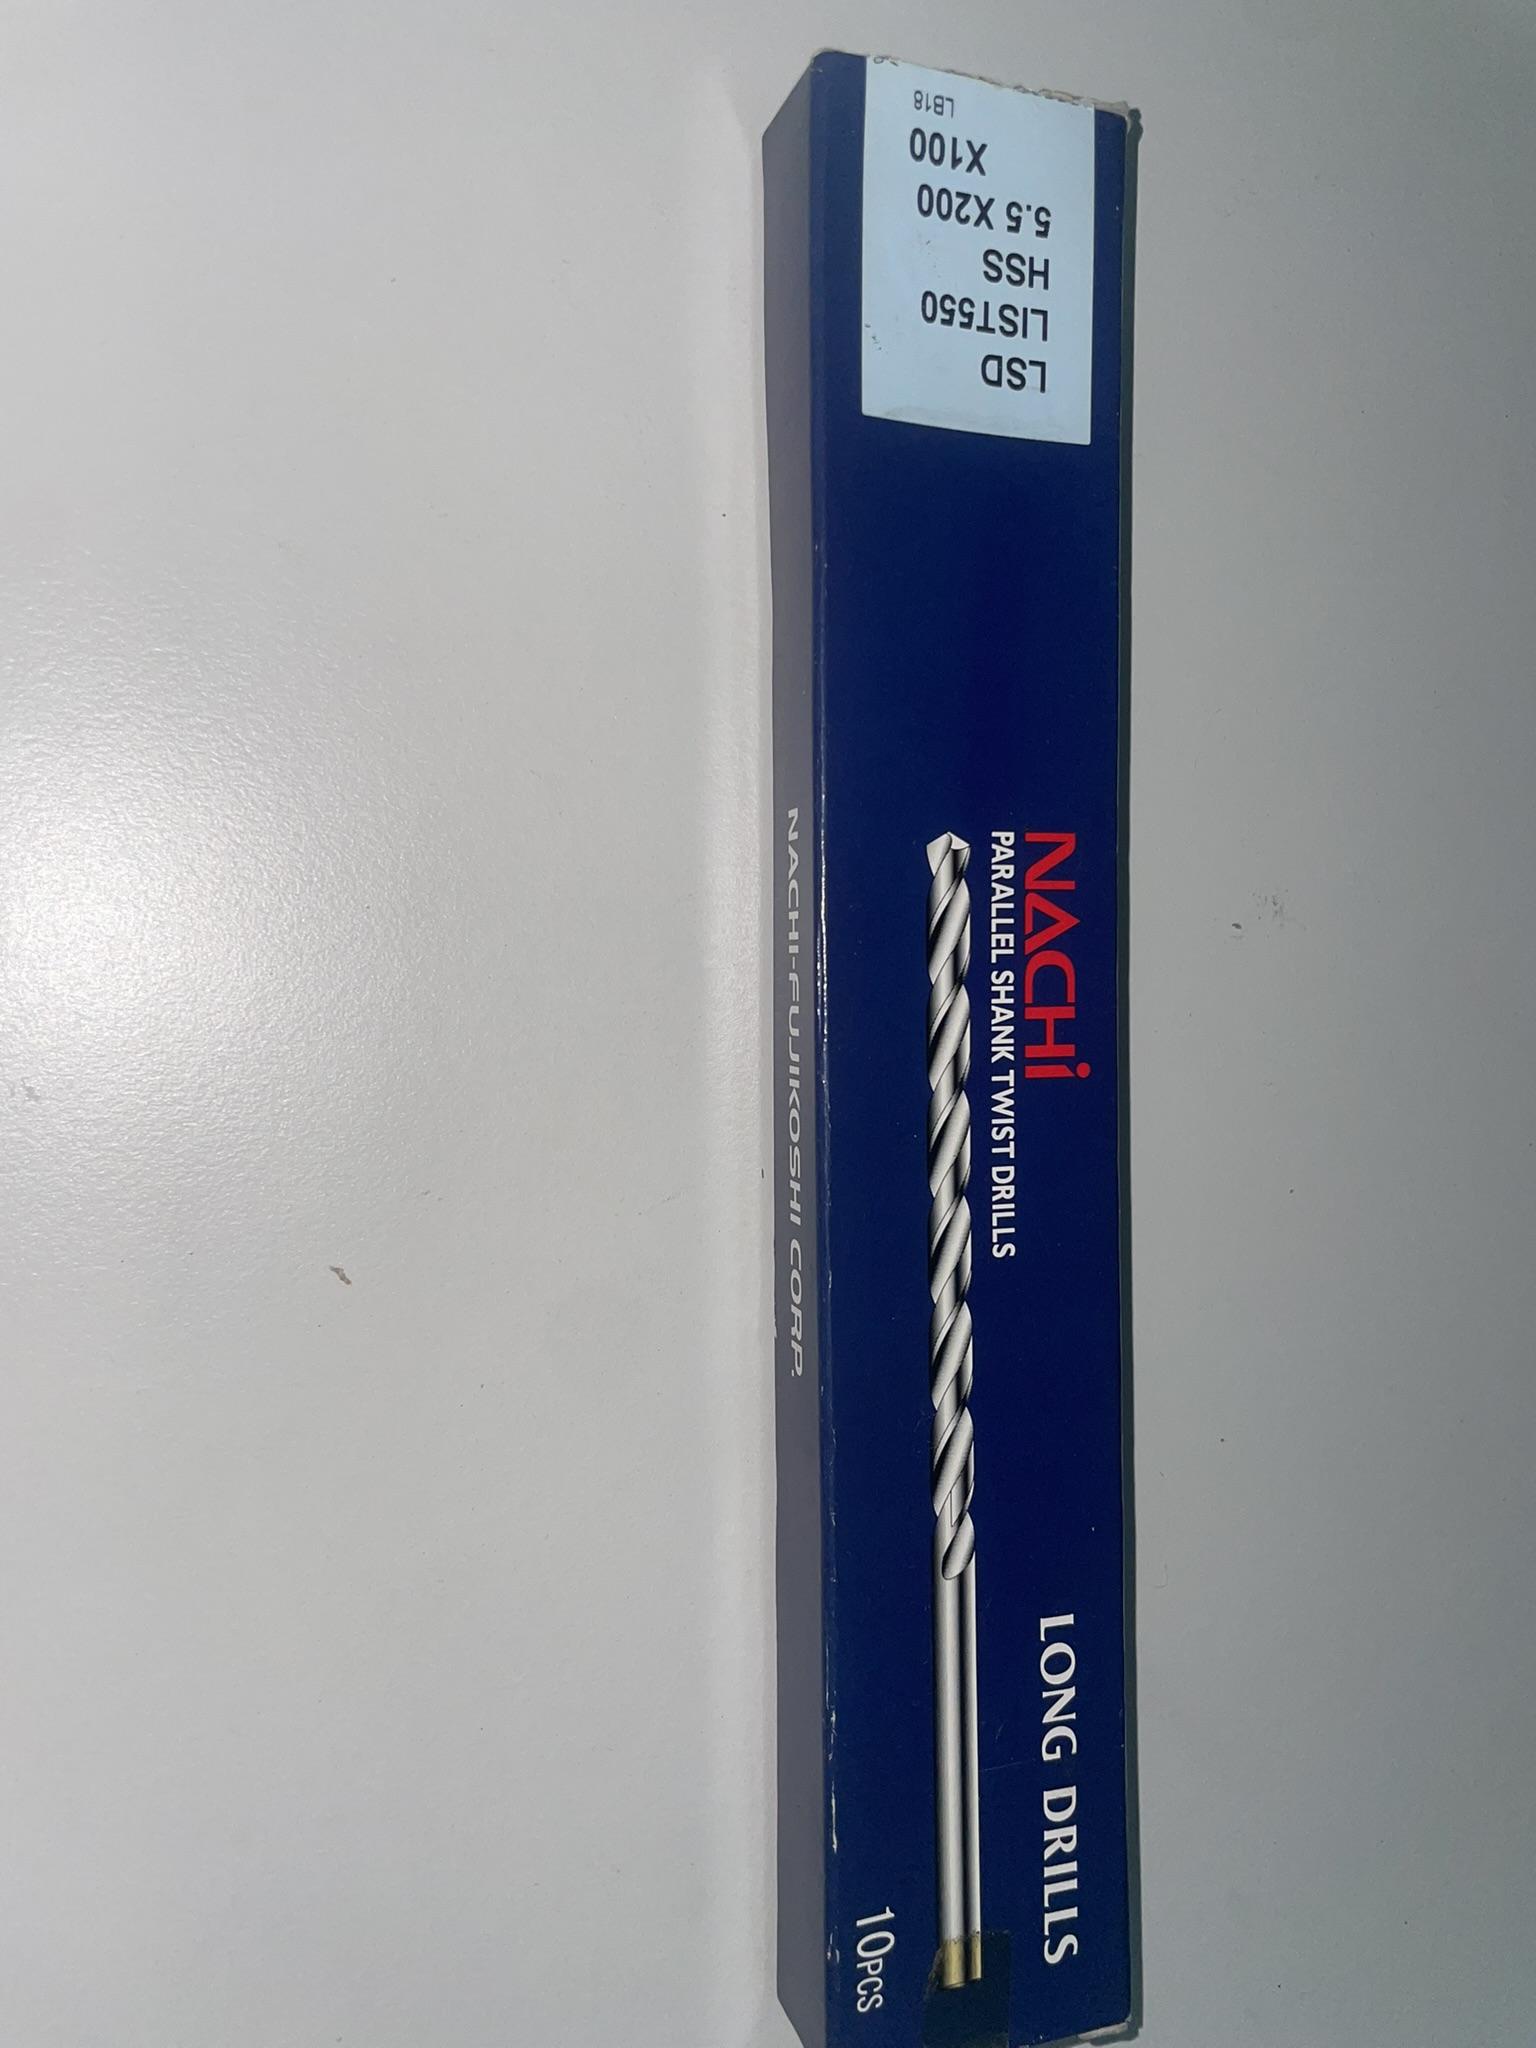 LSD
LIST550
HSS
5.5 X200
X100
LB18
NACHi
PARALLEL SHANK TWIST DRILLS
LONG DRILLS
10PCS
NACHI-FUJIKOSHI CORP.